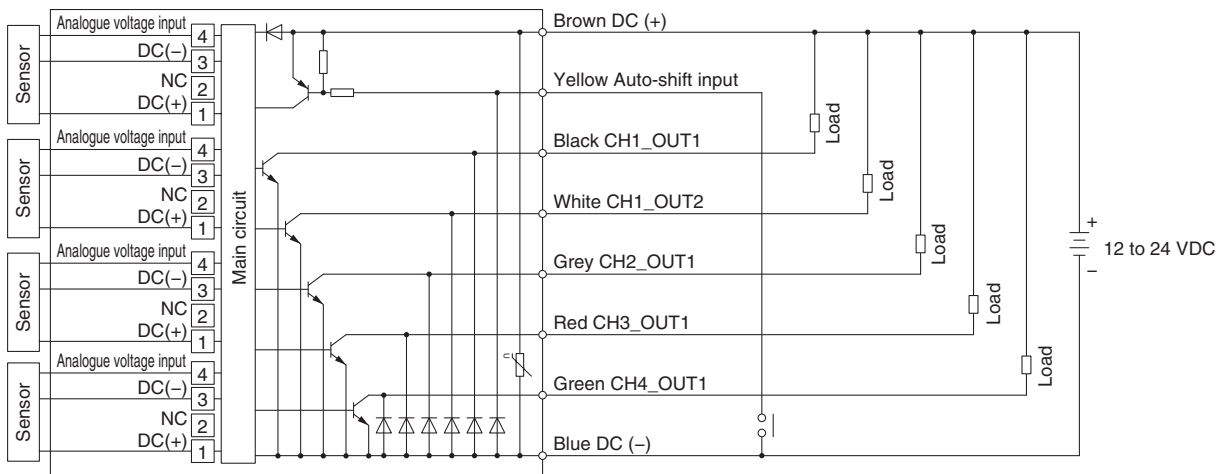 Sensor
Analogue voltage input 4
DC(−) 3
NC 2
DC(+) 1
Sensor
Analogue voltage input 4
DC(−) 3
NC 2
DC(+) 1
Sensor
Analogue voltage input 4
DC(−) 3
NC 2
DC(+) 1
Sensor
Analogue voltage input 4
DC(−) 3
NC 2
DC(+) 1
Main circuit
Brown DC (+)
Yellow Auto-shift input
Black CH1_OUT1
White CH1_OUT2
Grey CH2_OUT1
Red CH3_OUT1
Green CH4_OUT1
Blue DC (−)
Load
Load
Load
Load
Load
+
12 to 24 VDC
−